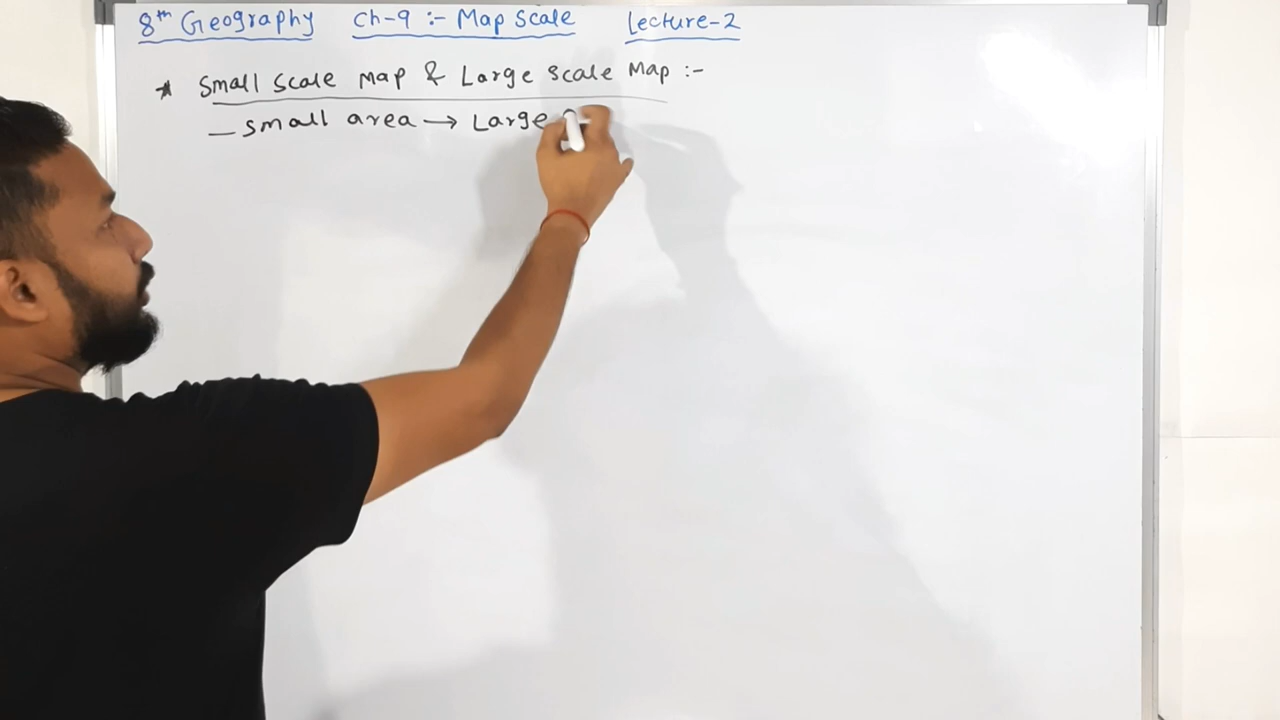 8th Geography Ch-9 :- Map Scale Lecture-2
* Small Scale Map & Large Scale Map :-
— Small area → Large